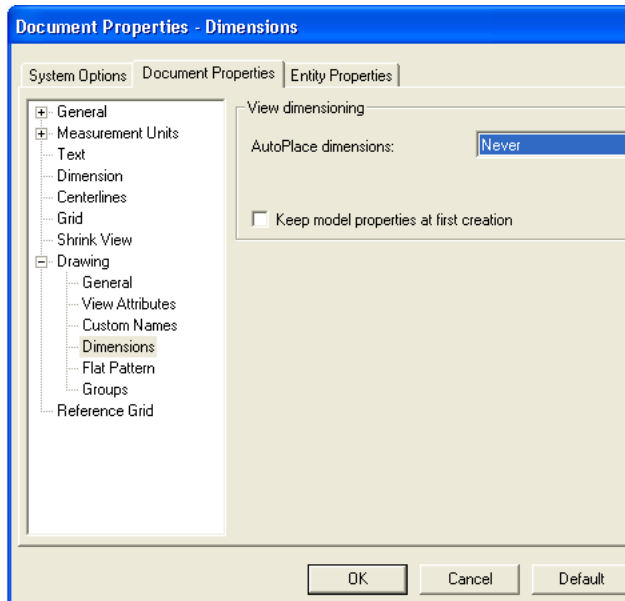 Document Properties - Dimensions
System Options
Document Properties
Entity Properties
General
Measurement Units
Text
Dimension
Centerlines
Grid
Shrink View
Drawing
General
View Attributes
Custom Names
Dimensions
Flat Pattern
Groups
Reference Grid
View dimensioning
AutoPlace dimensions:
Never
Keep model properties at first creation
OK
Cancel
Default